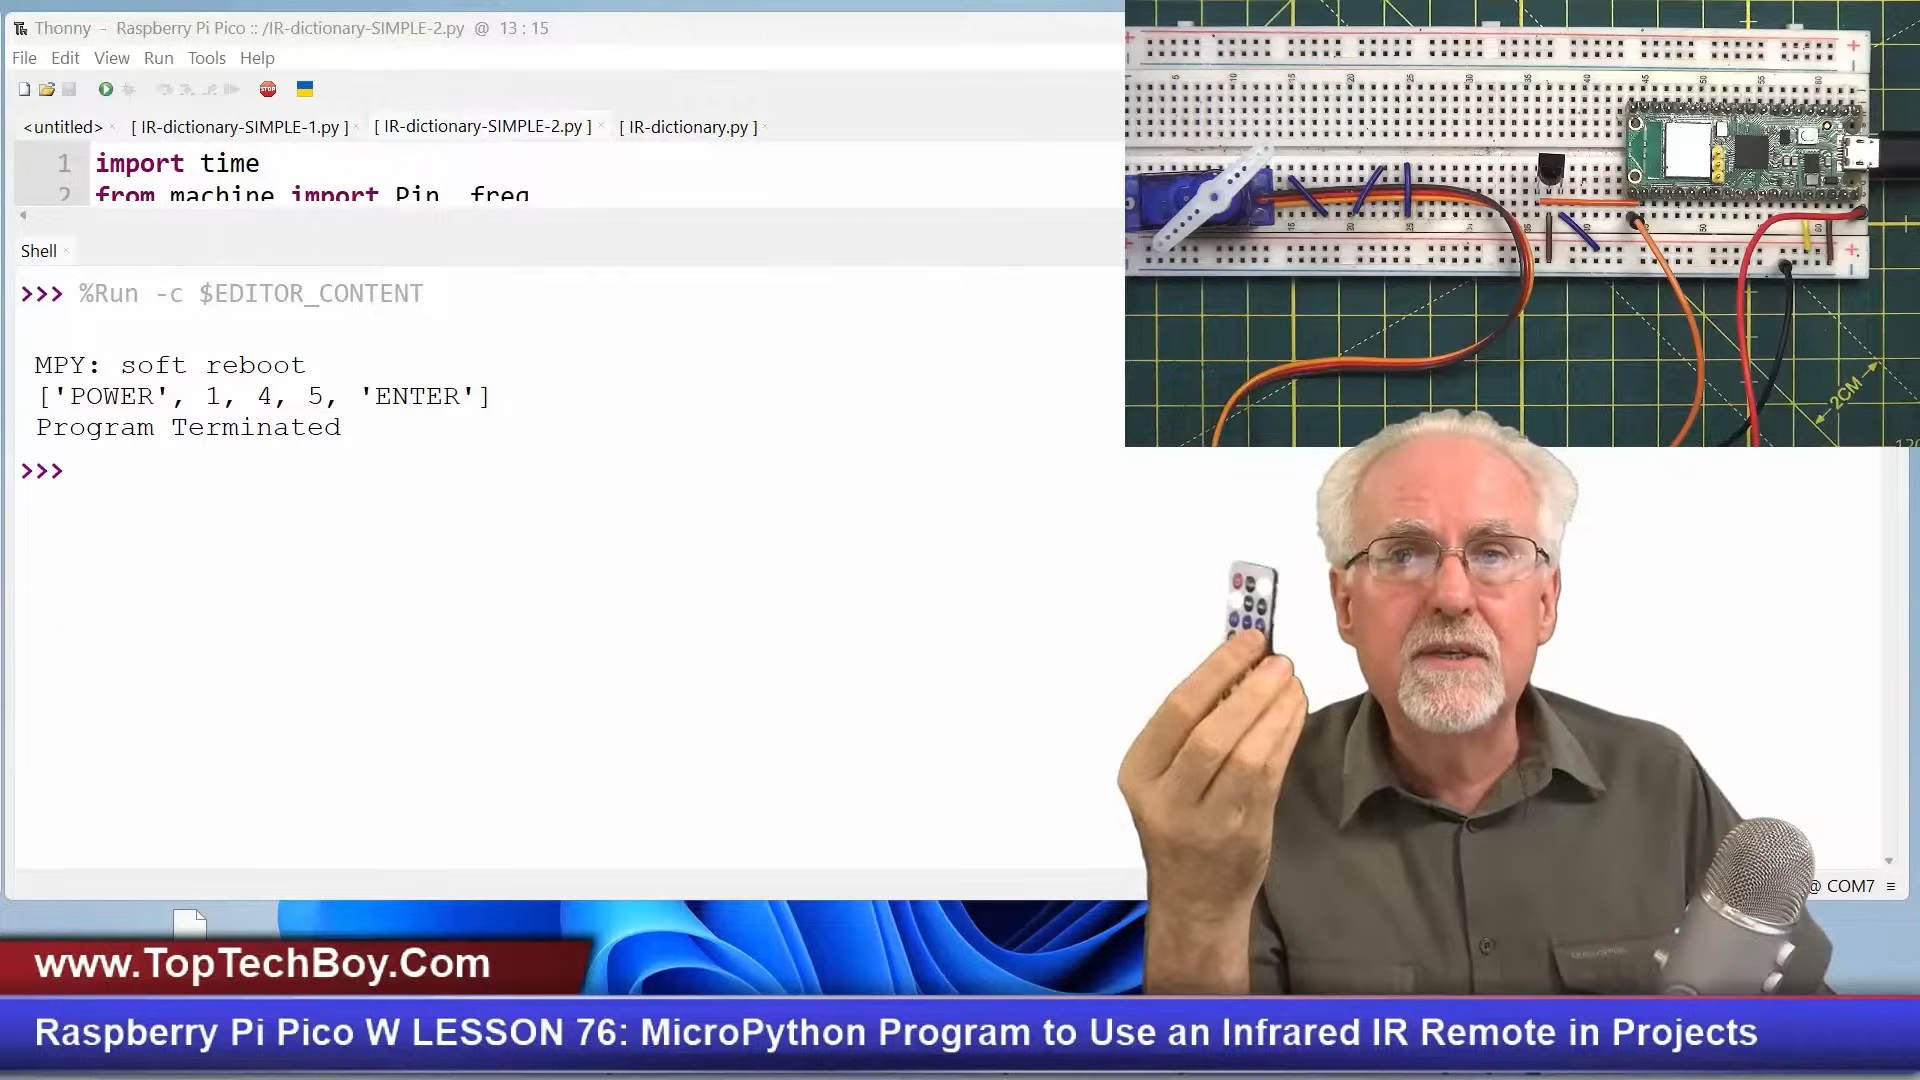 Thonny - Raspberry Pi Pico :: /IR-dictionary-SIMPLE-2.py @ 13 : 15
File Edit View Run Tools Help
STOP
<untitled> [ IR-dictionary-SIMPLE-1.py ] [ IR-dictionary-SIMPLE-2.py ] [ IR-dictionary.py ]
1 import time
2 from machine import Pin, freq
Shell
>>> %Run -c $EDITOR_CONTENT
MPY: soft reboot
['POWER', 1, 4, 5, 'ENTER']
Program Terminated
>>>
2CM
@ COM7 ≡
www.TopTechBoy.Com
Raspberry Pi Pico W LESSON 76: MicroPython Program to Use an Infrared IR Remote in Projects